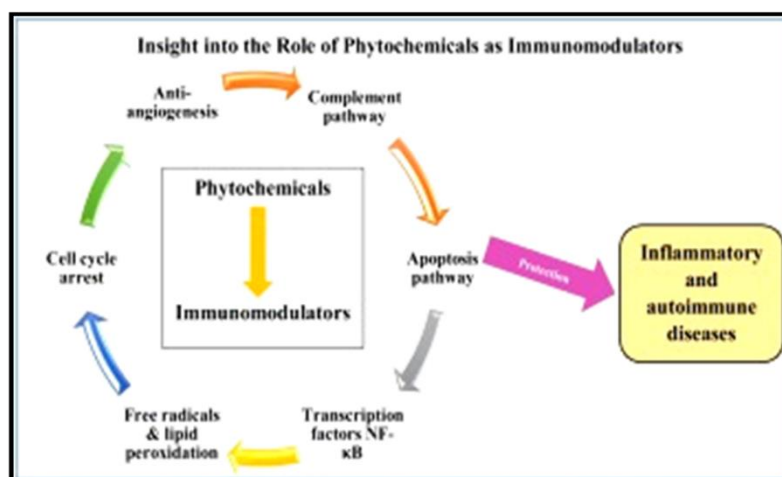 Insight into the Role of Phytochemicals as Immunomodulators
Anti-
angiogenesis
Complement
pathway
Phytochemicals
Immunomodulators
Cell cycle
arrest
Apoptosis
pathway
Protection
Inflammatory
and
autoimmune
diseases
Free radicals
& lipid
peroxidation
Transcription
factors NF-
κB